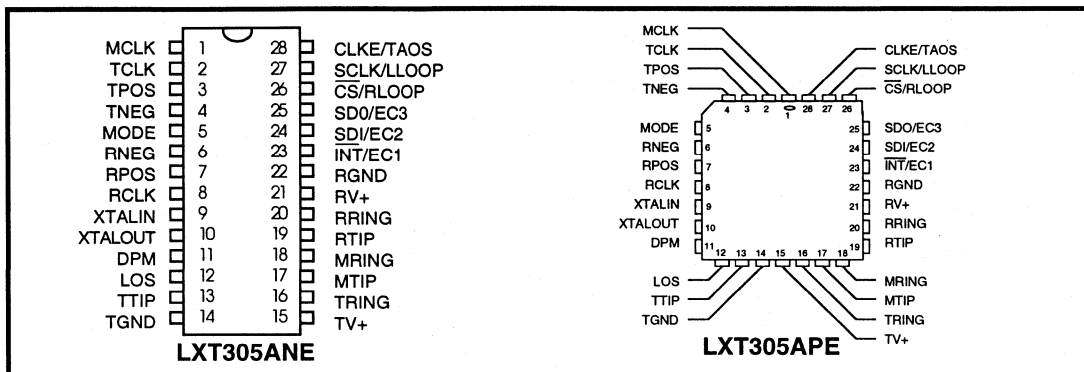 MCLK 1 28 CLKE/TAOS
TCLK 2 27 SCLK/LLOOP
TPOS 3 26 CS/RLOOP
TNEG 4 25 SD0/EC3
MODE 5 24 SDI/EC2
RNEG 6 23 INT/EC1
RPOS 7 22 RGND
RCLK 8 21 RV+
XTALIN 9 20 RRING
XTALOUT 10 19 RTIP
DPM 11 18 MRING
LOS 12 17 MTIP
TTIP 13 16 TRING
TGND 14 15 TV+
LXT305ANE
MCLK
TCLK CLKE/TAOS
TPOS SCLK/LLOOP
TNEG CS/RLOOP
4 3 2 1 28 27 26
MODE 5 25 SDO/EC3
RNEG 6 24 SDI/EC2
RPOS 7 23 INT/EC1
RCLK 8 22 RGND
XTALIN 9 21 RV+
XTALOUT 10 20 RRING
DPM 11 19 RTIP
12 13 14 15 16 17 18
LOS MRING
TTIP MTIP
TGND TRING
TV+
LXT305APE